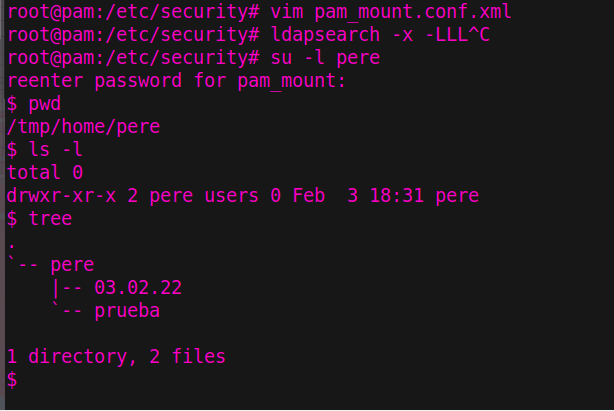 root@pam:/etc/security# vim pam_mount.conf.xml
root@pam:/etc/security# ldapsearch -x -LLL^C
root@pam:/etc/security# su -l pere
reenter password for pam_mount:
$ pwd
/tmp/home/pere
$ ls -l
total 0
drwxr-xr-x 2 pere users 0 Feb  3 18:31 pere
$ tree
.
`-- pere
    |-- 03.02.22
    `-- prueba

1 directory, 2 files
$